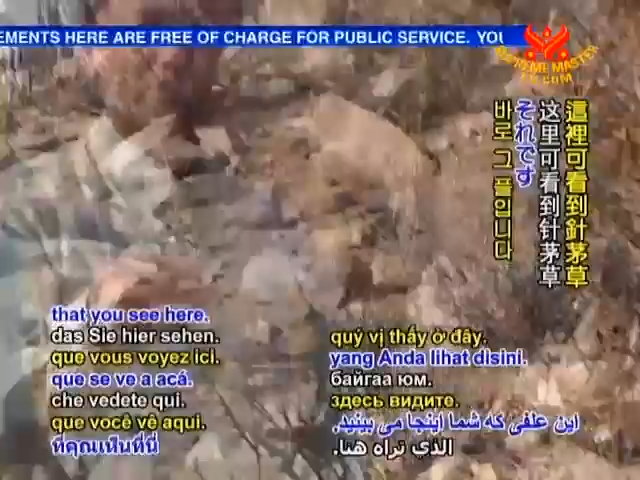 EMENTS HERE ARE FREE OF CHARGE FOR PUBLIC SERVICE. YOU
SUPREME MASTER
TV.COM
這裡可看到針茅草
这里可看到针茅草
それです
바로 그 풀입니다
that you see here.
das Sie hier sehen.
que vous voyez ici.
que se ve a acá.
che vedete qui.
que você vê aqui.
ที่คุณเห็นที่นี่
quý vị thấy ở đây.
yang Anda lihat disini.
байгаа юм.
здесь видите.
این علفی که شما اینجا می بینید.
الذي تراه هنا.